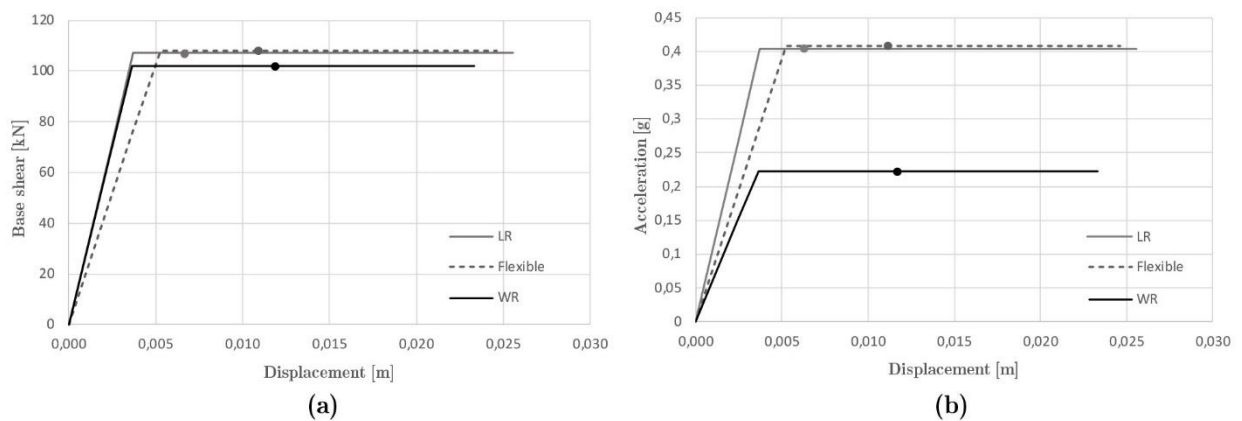 120
100
80
60
40
20
0
Base shear [kN]
LR
Flexible
WR
0,000 0,005 0,010 0,015 0,020 0,025 0,030
Displacement [m]
(a)
0,45
0,4
0,35
0,3
0,25
0,2
0,15
0,1
0,05
0
Acceleration [g]
LR
Flexible
WR
0,000 0,005 0,010 0,015 0,020 0,025 0,030
Displacement [m]
(b)